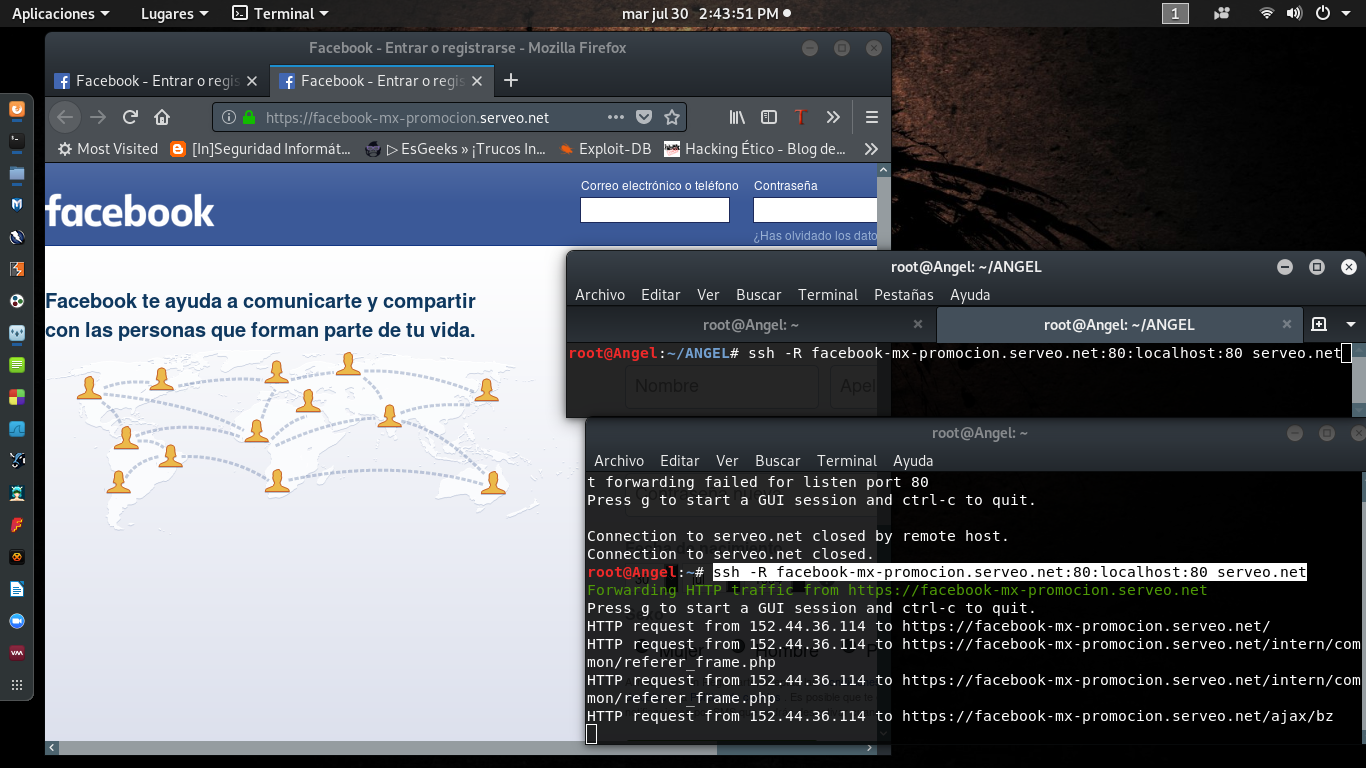 Aplicaciones Lugares Terminal mar jul 30 2:43:51 PM 1
Facebook - Entrar o registrarse - Mozilla Firefox
Facebook - Entrar o regis Facebook - Entrar o regis
https://facebook-mx-promocion.serveo.net
Most Visited [In]Seguridad Informát... ▷ EsGeeks » ¡Trucos In... Exploit-DB Hacking Ético - Blog de...
Correo electrónico o teléfono Contraseña
facebook
¿Has olvidado los dato
Facebook te ayuda a comunicarte y compartir
con las personas que forman parte de tu vida.
root@Angel: ~/ANGEL
Archivo Editar Ver Buscar Terminal Pestañas Ayuda
root@Angel: ~ root@Angel: ~/ANGEL
root@Angel:~/ANGEL# ssh -R facebook-mx-promocion.serveo.net:80:localhost:80 serveo.net
Nombre Apel
root@Angel: ~
Archivo Editar Ver Buscar Terminal Ayuda
t forwarding failed for listen port 80
Press g to start a GUI session and ctrl-c to quit.
Connection to serveo.net closed by remote host.
Connection to serveo.net closed.
root@Angel:~# ssh -R facebook-mx-promocion.serveo.net:80:localhost:80 serveo.net
Forwarding HTTP traffic from https://facebook-mx-promocion.serveo.net
Press g to start a GUI session and ctrl-c to quit.
HTTP request from 152.44.36.114 to https://facebook-mx-promocion.serveo.net/
HTTP request from 152.44.36.114 to https://facebook-mx-promocion.serveo.net/intern/com
mon/referer_frame.php
HTTP request from 152.44.36.114 to https://facebook-mx-promocion.serveo.net/intern/com
mon/referer_frame.php
HTTP request from 152.44.36.114 to https://facebook-mx-promocion.serveo.net/ajax/bz
Mujer Hombre